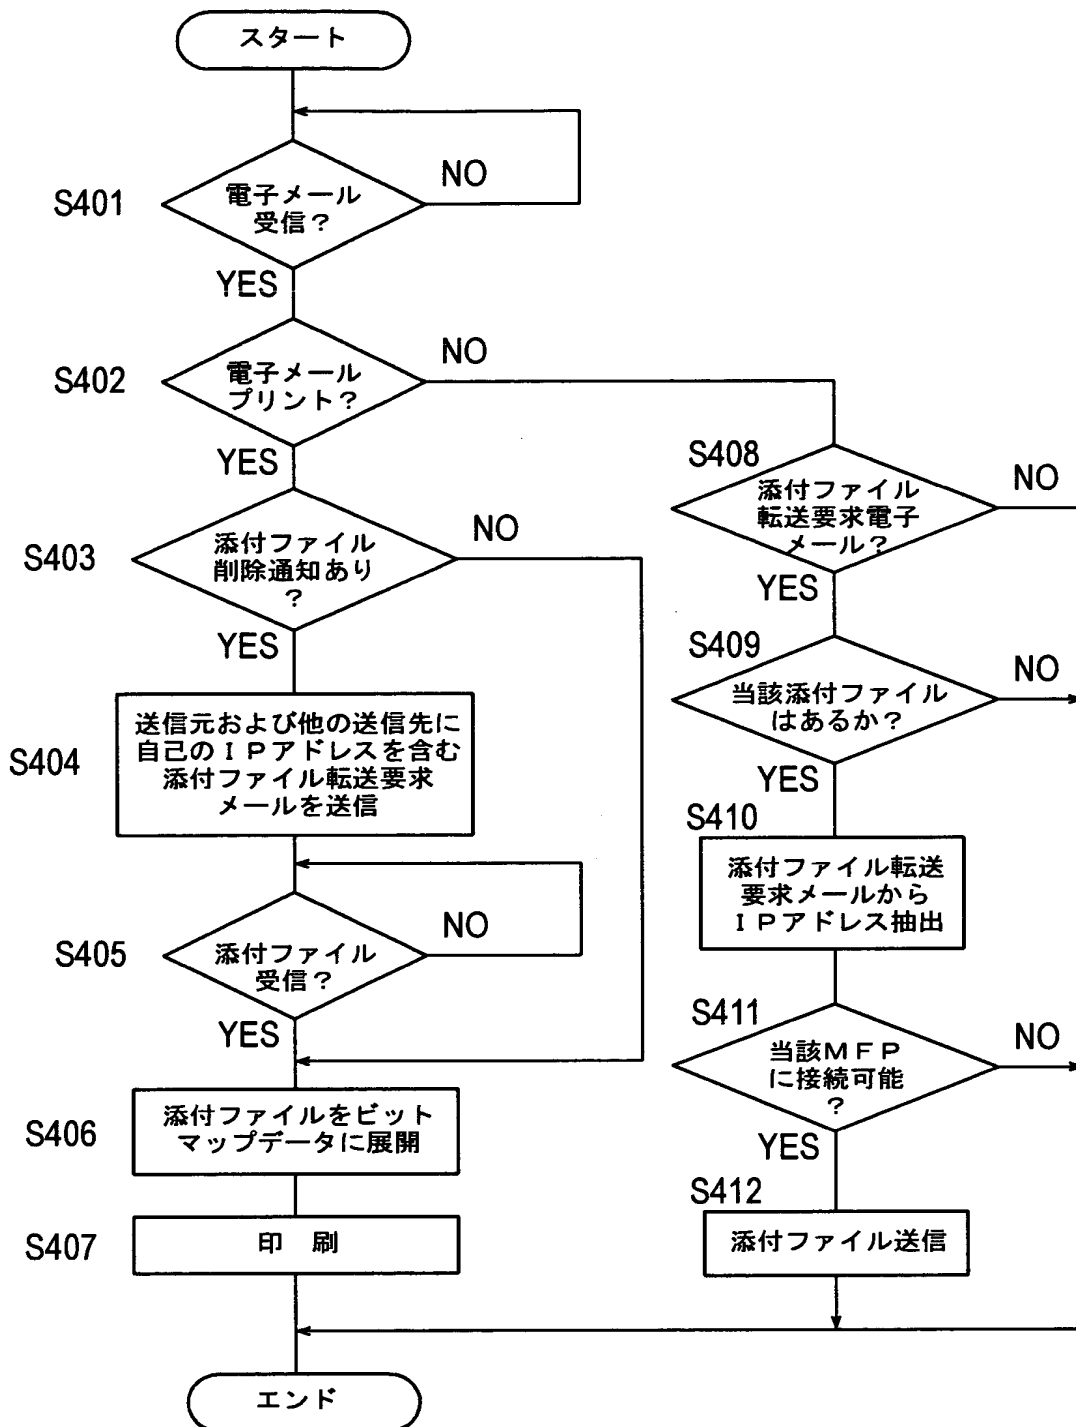 スタート
S401
電子メール
受信？
NO
YES
S402
電子メール
プリント？
NO
YES
S403
添付ファイル
削除通知あり
？
NO
YES
S404
送信元および他の送信先に
自己のＩＰアドレスを含む
添付ファイル転送要求
メールを送信
S405
添付ファイル
受信？
NO
YES
S406
添付ファイルをビット
マップデータに展開
S407
印　刷
S408
添付ファイル
転送要求電子
メール？
NO
YES
S409
当該添付ファイル
はあるか？
NO
YES
S410
添付ファイル転送
要求メールから
ＩＰアドレス抽出
S411
当該ＭＦＰ
に接続可能
？
NO
YES
S412
添付ファイル送信
エンド